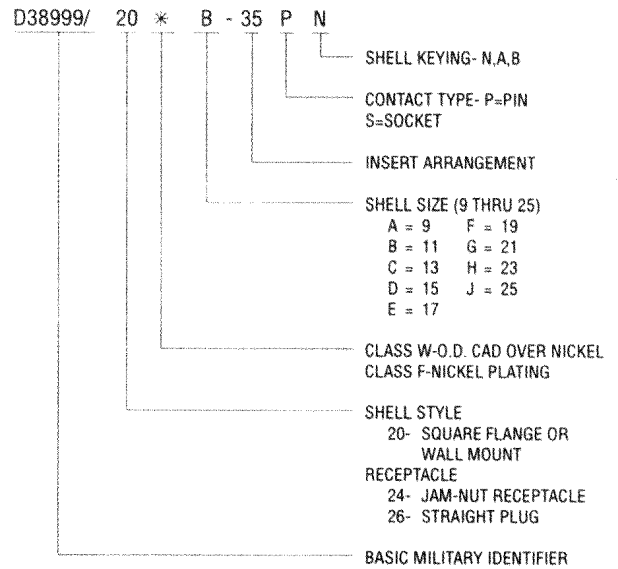 D38999/ 20 * B - 35 P N
SHELL KEYING- N,A,B
CONTACT TYPE- P=PIN
S=SOCKET
INSERT ARRANGEMENT
SHELL SIZE (9 THRU 25)
A = 9 F = 19
B = 11 G = 21
C = 13 H = 23
D = 15 J = 25
E = 17
CLASS W-O.D. CAD OVER NICKEL
CLASS F-NICKEL PLATING
SHELL STYLE
20- SQUARE FLANGE OR
WALL MOUNT
RECEPTACLE
24- JAM-NUT RECEPTACLE
26- STRAIGHT PLUG
BASIC MILITARY IDENTIFIER